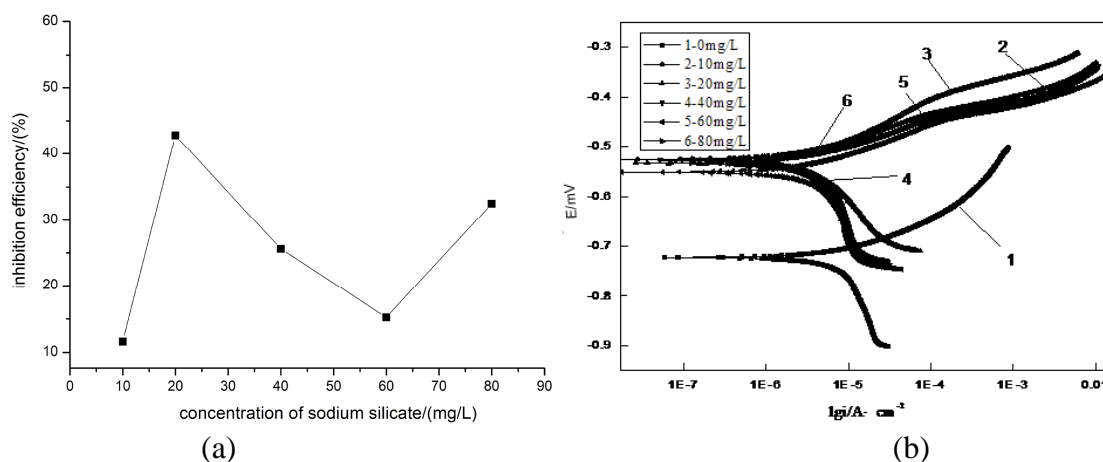 60
50
40
30
20
10
inhibition efficiency/(%)
0 10 20 30 40 50 60 70 80 90
concentration of sodium silicate/(mg/L)
(a)
1-0mg/L
2-10mg/L
3-20mg/L
4-40mg/L
5-60mg/L
6-80mg/L
-0.3
-0.4
-0.5
-0.6
-0.7
-0.8
-0.9
E/mV
3
2
5
6
4
1
1E-7 1E-6 1E-5 1E-4 1E-3 0.01
lgi/A· cm⁻²
(b)